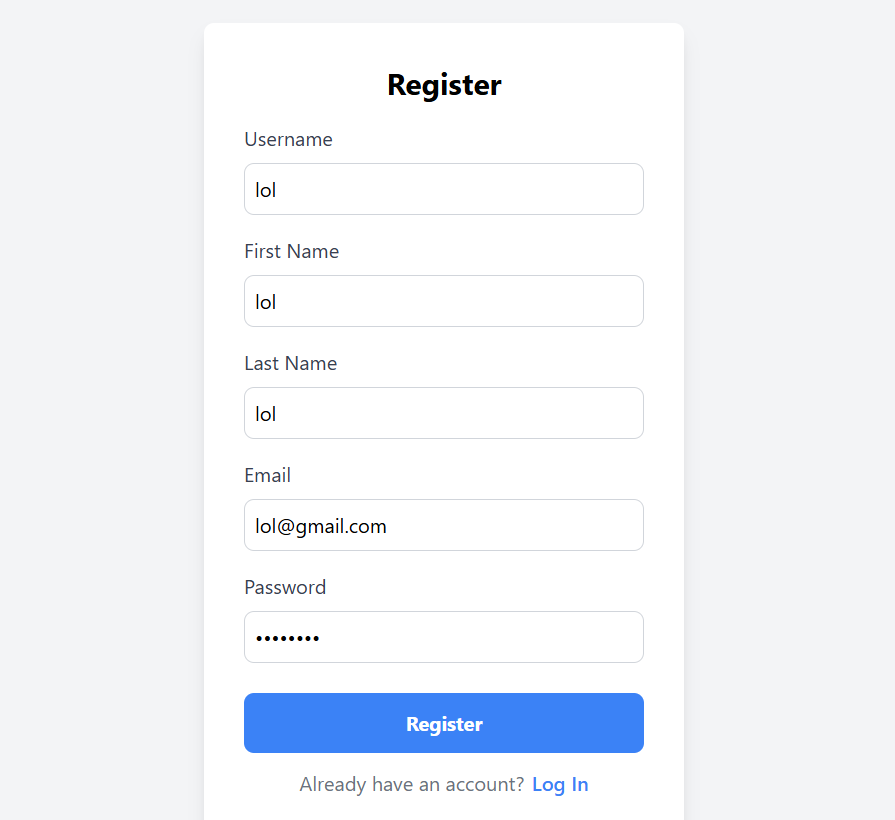 Register
Username
lol
First Name
lol
Last Name
lol
Email
lol@gmail.com
Password
••••••••
Register
Already have an account? Log In